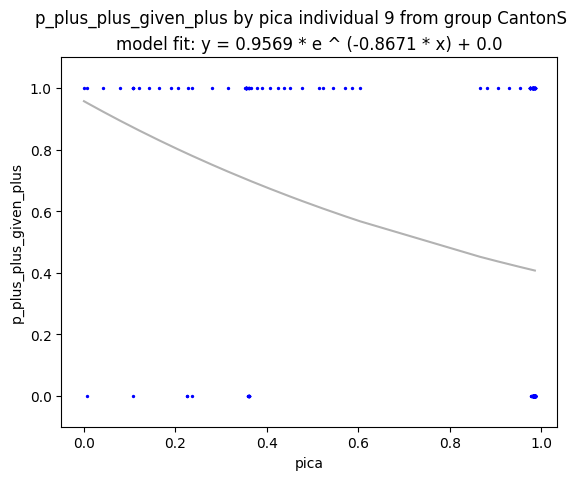 p_plus_plus_given_plus by pica individual 9 from group CantonS
model fit: y = 0.9569 * e ^ (-0.8671 * x) + 0.0
1.0
0.8
0.6
0.4
0.2
0.0
p_plus_plus_given_plus
0.0 0.2 0.4 0.6 0.8 1.0
pica